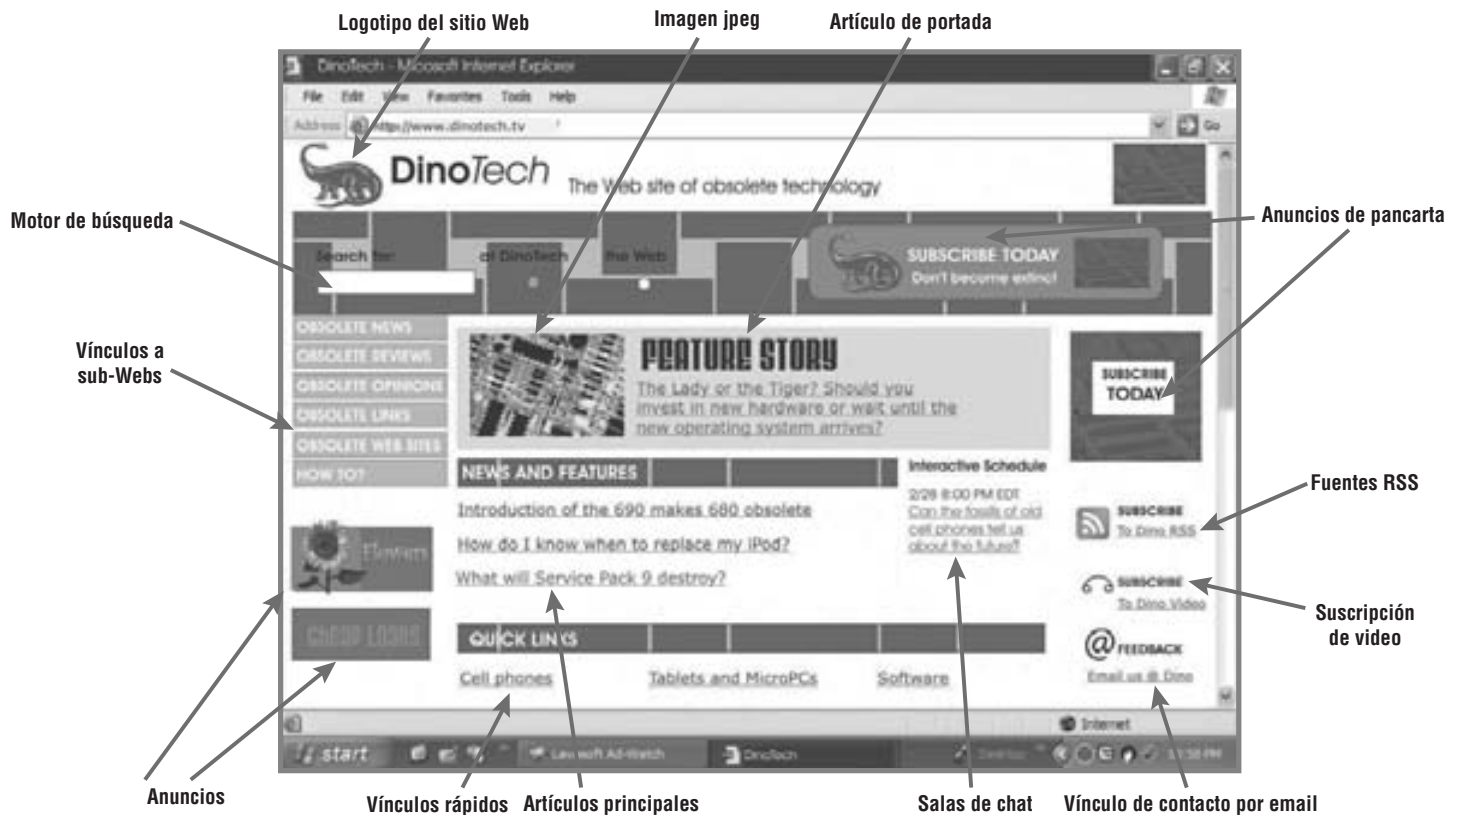 Logotipo del sitio Web
Imagen jpeg
Artículo de portada
DinoTech - Microsoft Internet Explorer
File Edit View Favorites Tools Help
Address http://www.dinotech.tv Go
DinoTech The Web site of obsolete technology
Motor de búsqueda
Anuncios de pancarta
Search for: at DinoTech the Web
SUBSCRIBE TODAY
Don't become extinct
Vínculos a
sub-Webs
OBSOLETE NEWS
OBSOLETE REVIEWS
OBSOLETE OPINIONS
OBSOLETE LINKS
OBSOLETE WEB SITES
HOW TO?
FEATURE STORY
The Lady or the Tiger? Should you
invest in new hardware or wait until the
new operating system arrives?
SUBSCRIBE
TODAY
NEWS AND FEATURES
Introduction of the 690 makes 680 obsolete
How do I know when to replace my iPod?
What will Service Pack 9 destroy?
Interactive Schedule
2/28 8:00 PM EDT
Can the fossils of old
cell phones tell us
about the future?
Fuentes RSS
SUBSCRIBE
To Dino RSS
SUBSCRIBE
To Dino Video
Suscripción
de video
@ FEEDBACK
Email us @ Dino
Flowers
CHEAP LOANS
QUICK LINKS
Cell phones Tablets and MicroPCs Software
Internet
start Lavasoft Ad-Watch DinoTech Desktop
Anuncios
Vínculos rápidos
Artículos principales
Salas de chat
Vínculo de contacto por email